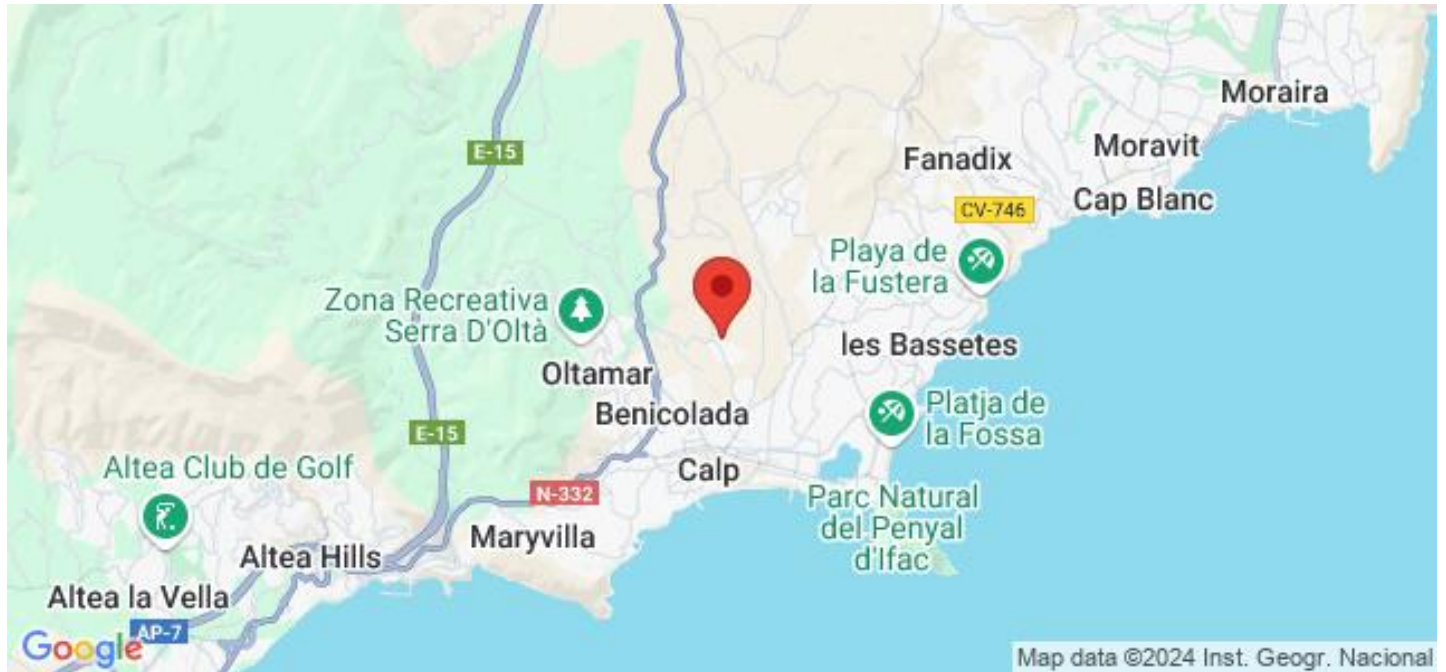 Moraira
E-15
Fanadix
Moravit
Cap Blanc
CV-746
Playa de
la Fustera
Zona Recreativa
Serra D'Oltà
les Bassetes
Oltamar
Benicolada
Platja de
la Fossa
E-15
Altea Club de Golf
Calp
N-332
Parc Natural
del Penyal
d'Ifac
Maryvilla
Altea Hills
Altea la Vella
AP-7
Google
Map data ©2024 Inst. Geogr. Nacional